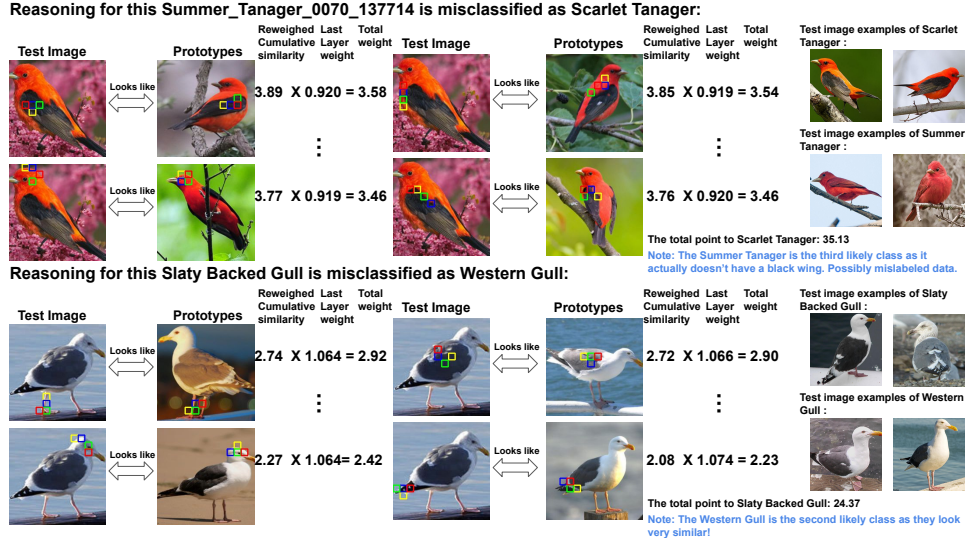 Reasoning for this Summer_Tanager_0070_137714 is misclassified as Scarlet Tanager:
Test Image
Prototypes
Reweighed Last Total
Cumulative Layer weight
similarity weight
Test Image
Prototypes
Reweighed Last Total
Cumulative Layer weight
similarity weight
Looks like
3.89 X 0.920 = 3.58
Looks like
3.85 X 0.919 = 3.54
⋮
⋮
Looks like
3.77 X 0.919 = 3.46
Looks like
3.76 X 0.920 = 3.46
Test image examples of Scarlet
Tanager :
Test image examples of Summer
Tanager :
The total point to Scarlet Tanager: 35.13
Note: The Summer Tanager is the third likely class as it
actually doesn't have a black wing. Possibly mislabeled data.
Reasoning for this Slaty Backed Gull is misclassified as Western Gull:
Test Image
Prototypes
Reweighed Last Total
Cumulative Layer weight
similarity weight
Test Image
Prototypes
Reweighed Last Total
Cumulative Layer weight
similarity weight
Looks like
2.74 X 1.064 = 2.92
Looks like
2.72 X 1.066 = 2.90
⋮
⋮
Looks like
2.27 X 1.064= 2.42
Looks like
2.08 X 1.074 = 2.23
Test image examples of Slaty
Backed Gull :
Test image examples of Western
Gull :
The total point to Slaty Backed Gull: 24.37
Note: The Western Gull is the second likely class as they look
very similar!